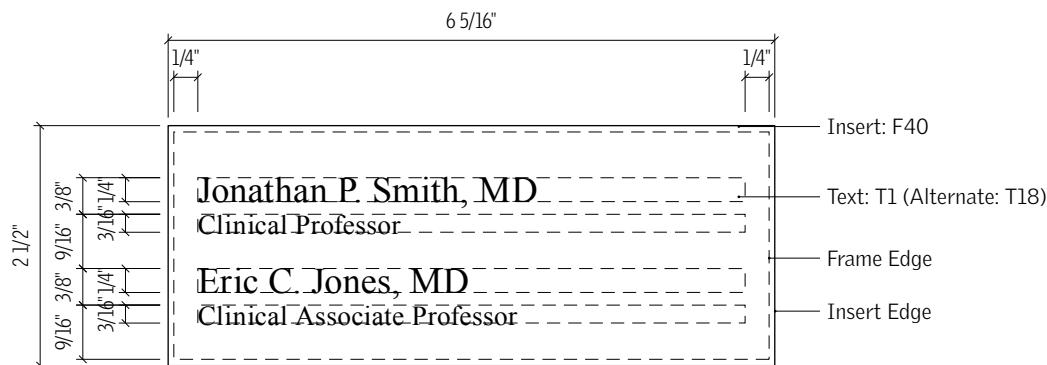 6 5/16"
1/4" 1/4"
Insert: F40
Jonathan P. Smith, MD
Text: T1 (Alternate: T18)
Clinical Professor
Frame Edge
Eric C. Jones, MD
Clinical Associate Professor
Insert Edge
2 1/2"
3/8"
9/16"
3/8"
9/16"
1/4"
3/16"
1/4"
3/16"